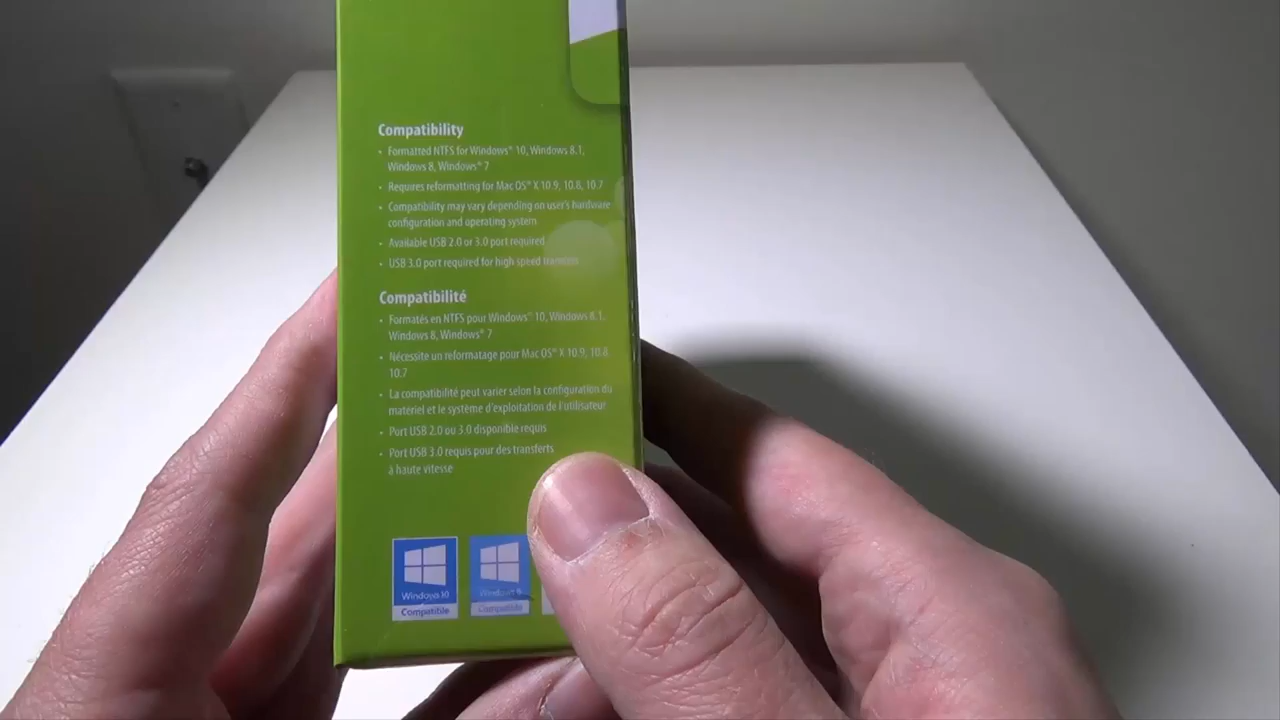 Compatibility
• Formatted NTFS for Windows® 10, Windows 8.1,
Windows 8, Windows® 7
• Requires reformatting for Mac OS® X 10.9, 10.8, 10.7
• Compatibility may vary depending on user's hardware
configuration and operating system
• Available USB 2.0 or 3.0 port required
• USB 3.0 port required for high speed transfers
Compatibilité
• Formatés en NTFS pour Windows® 10, Windows 8.1,
Windows 8, Windows® 7
• Nécessite un reformatage pour Mac OS® X 10.9, 10.8,
10.7
• La compatibilité peut varier selon la configuration du
matériel et le système d'exploitation de l'utilisateur
• Port USB 2.0 ou 3.0 disponible requis
• Port USB 3.0 requis pour des transferts
à haute vitesse
Windows 10
Compatible
Windows 8
Compatible